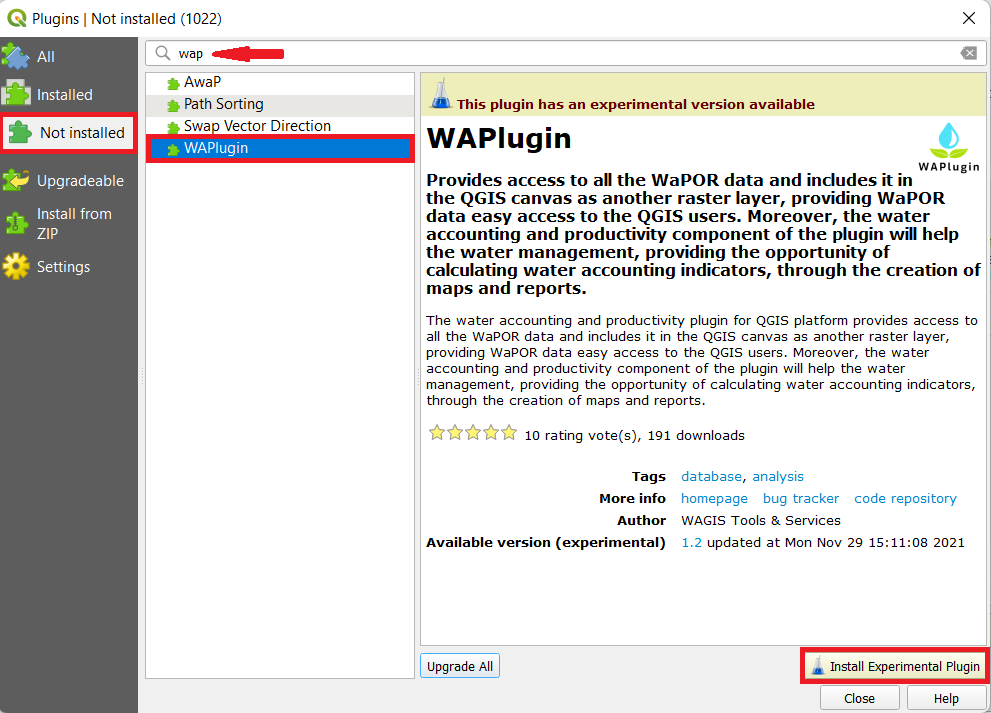 Plugins | Not installed (1022)
All
Installed
Not installed
Upgradeable
Install from
ZIP
Settings
wap
AwaP
Path Sorting
Swap Vector Direction
WAPlugin
This plugin has an experimental version available
WAPlugin
WAPlugin
Provides access to all the WaPOR data and includes it in
the QGIS canvas as another raster layer, providing WaPOR
data easy access to the QGIS users. Moreover, the water
accounting and productivity component of the plugin will help
the water management, providing the opportunity of
calculating water accounting indicators, through the creation of
maps and reports.
The water accounting and productivity plugin for QGIS platform provides access to
all the WaPOR data and includes it in the QGIS canvas as another raster layer,
providing WaPOR data easy access to the QGIS users. Moreover, the water
accounting and productivity component of the plugin will help the water
management, providing the opportunity of calculating water accounting indicators,
through the creation of maps and reports.
10 rating vote(s), 191 downloads
Tags database, analysis
More info homepage bug tracker code repository
Author WAGIS Tools & Services
Available version (experimental) 1.2 updated at Mon Nov 29 15:11:08 2021
Upgrade All
Install Experimental Plugin
Close
Help